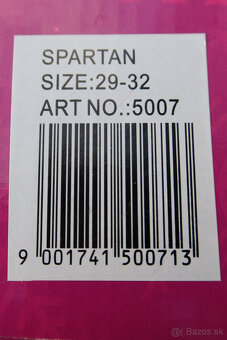 SPARTAN
SIZE:29-32
ART NO.:5007
9 001741 500713
© Bazos.sk